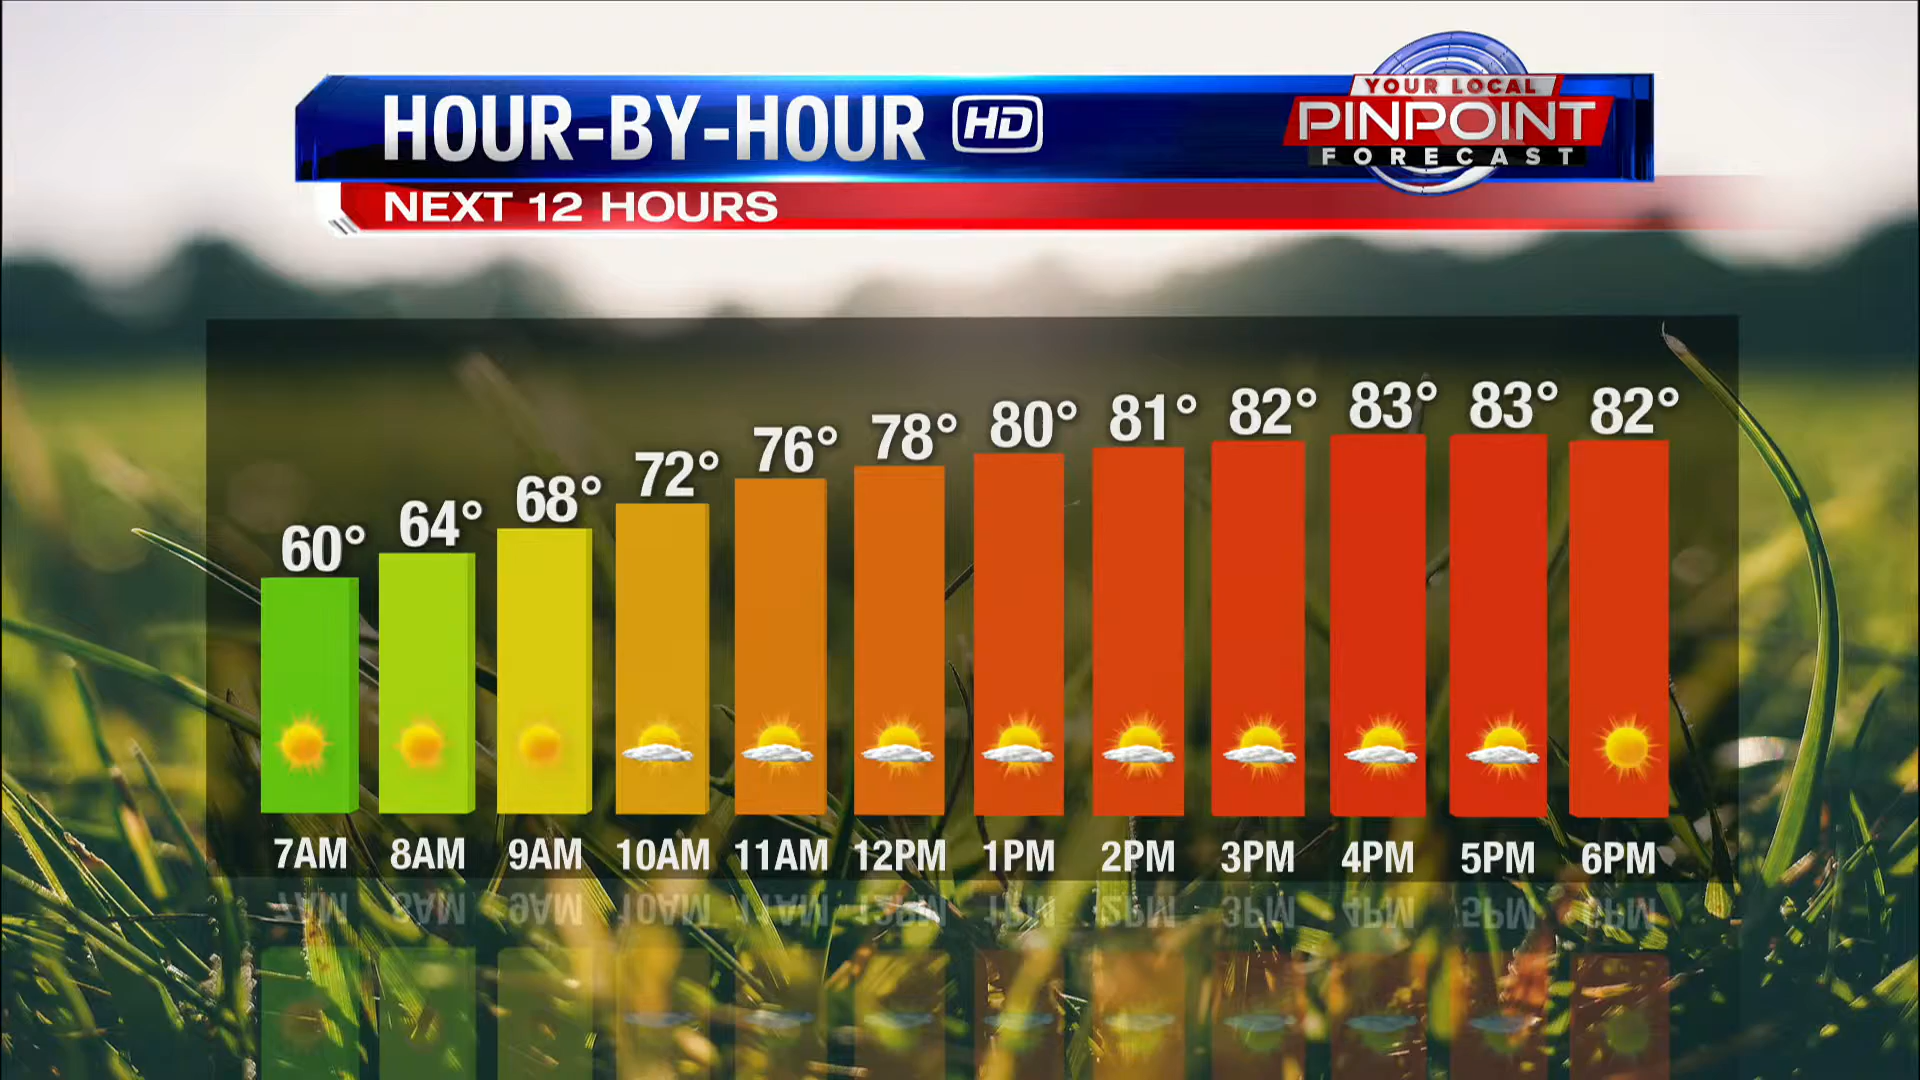 HOUR-BY-HOUR HD
YOUR LOCAL
PINPOINT
FORECAST
NEXT 12 HOURS
60° 64° 68° 72° 76° 78° 80° 81° 82° 83° 83° 82°
7AM 8AM 9AM 10AM 11AM 12PM 1PM 2PM 3PM 4PM 5PM 6PM